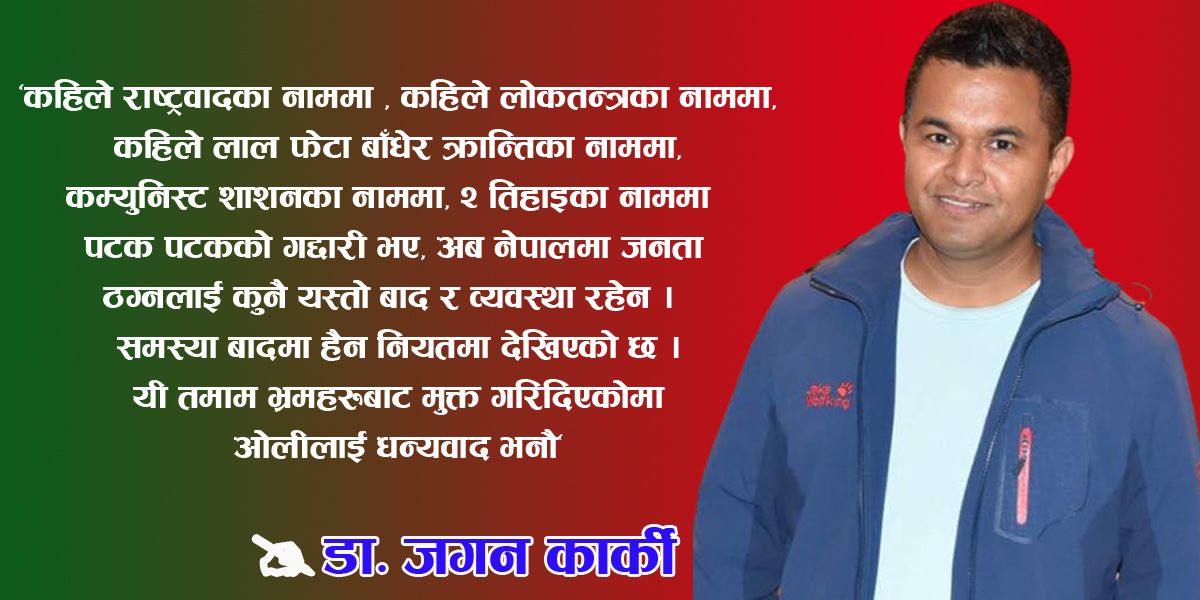 'कहिले राष्ट्रवादका नाममा , कहिले लोकतन्त्रका नाममा,
कहिले लाल फेटा बाँधेर क्रान्तिका नाममा,
कम्युनिस्ट शाशनका नाममा, २ तिहाइका नाममा
पटक पटकको गद्दारी भए, अब नेपालमा जनता
ठग्नलाई कुनै यस्तो बाद र व्यवस्था रहेन ।
समस्या बादमा हैन नियतमा देखिएको छ ।
यी तमाम भ्रमहरुबाट मुक्त गरिदिएकोमा
ओलीलाई धन्यवाद भनौ'
डा. जगन कार्की